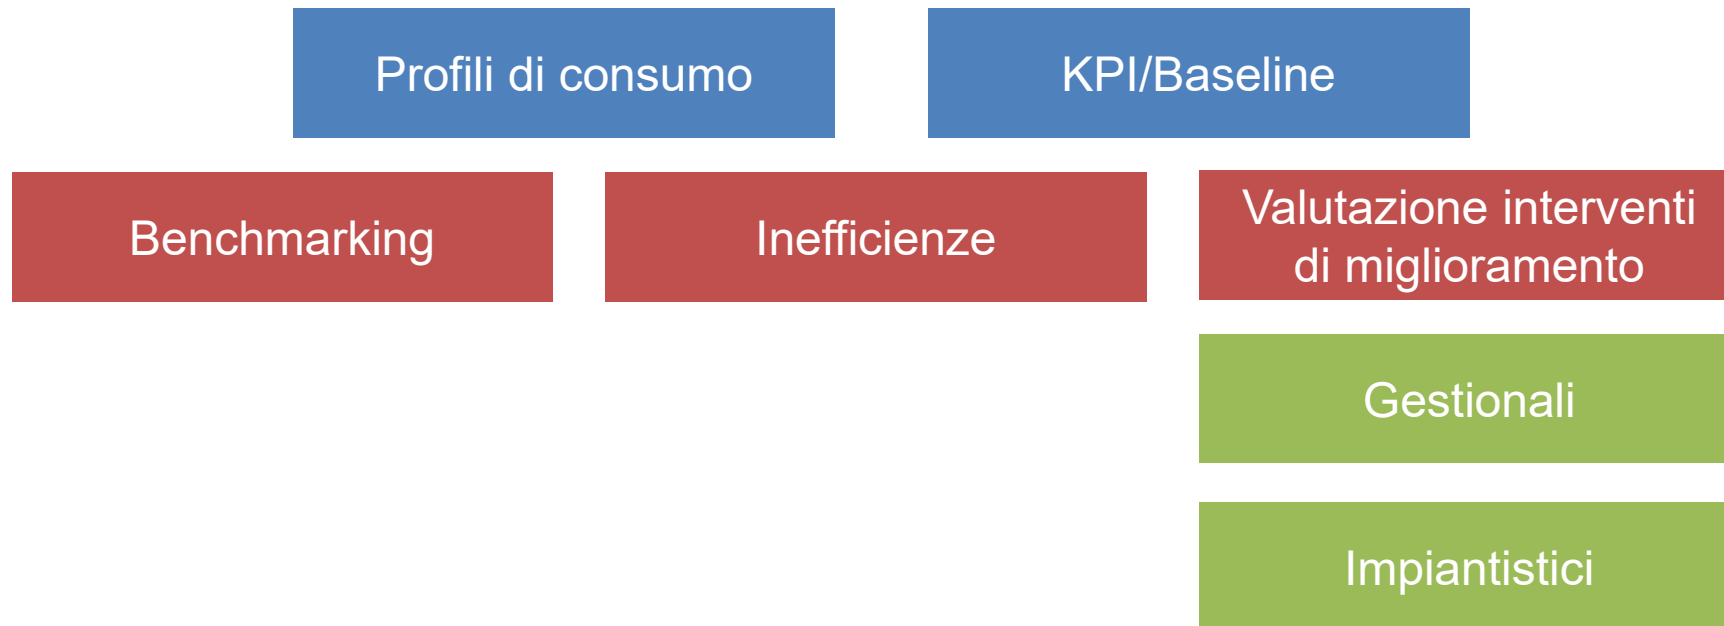 Profili di consumo
KPI/Baseline
Benchmarking
Inefficienze
Valutazione interventi
di miglioramento
Gestionali
Impiantistici